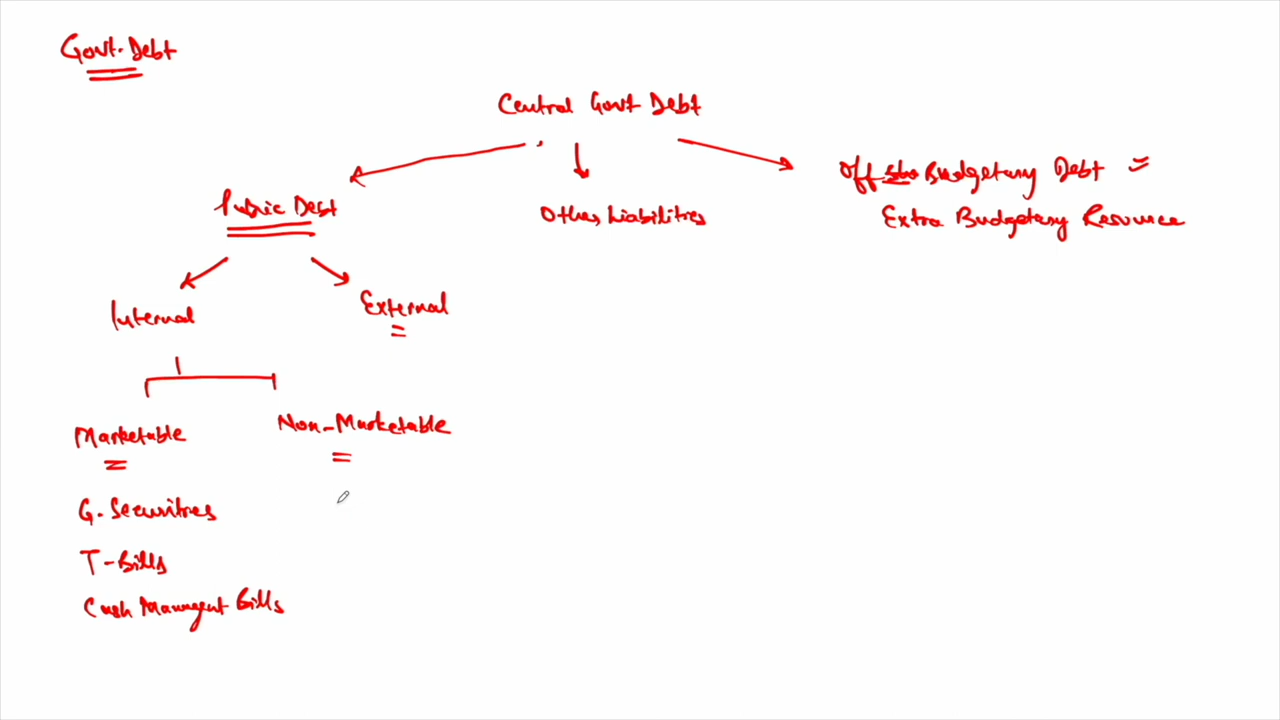 Govt. Debt
Central Govt Debt
Off Budgetary Debt =
Extra Budgetary Resource
Public Debt
Other Liabilities
Internal
External
Marketable
Non-Marketable
G. Securities
T-Bills
Cash Managent Bills